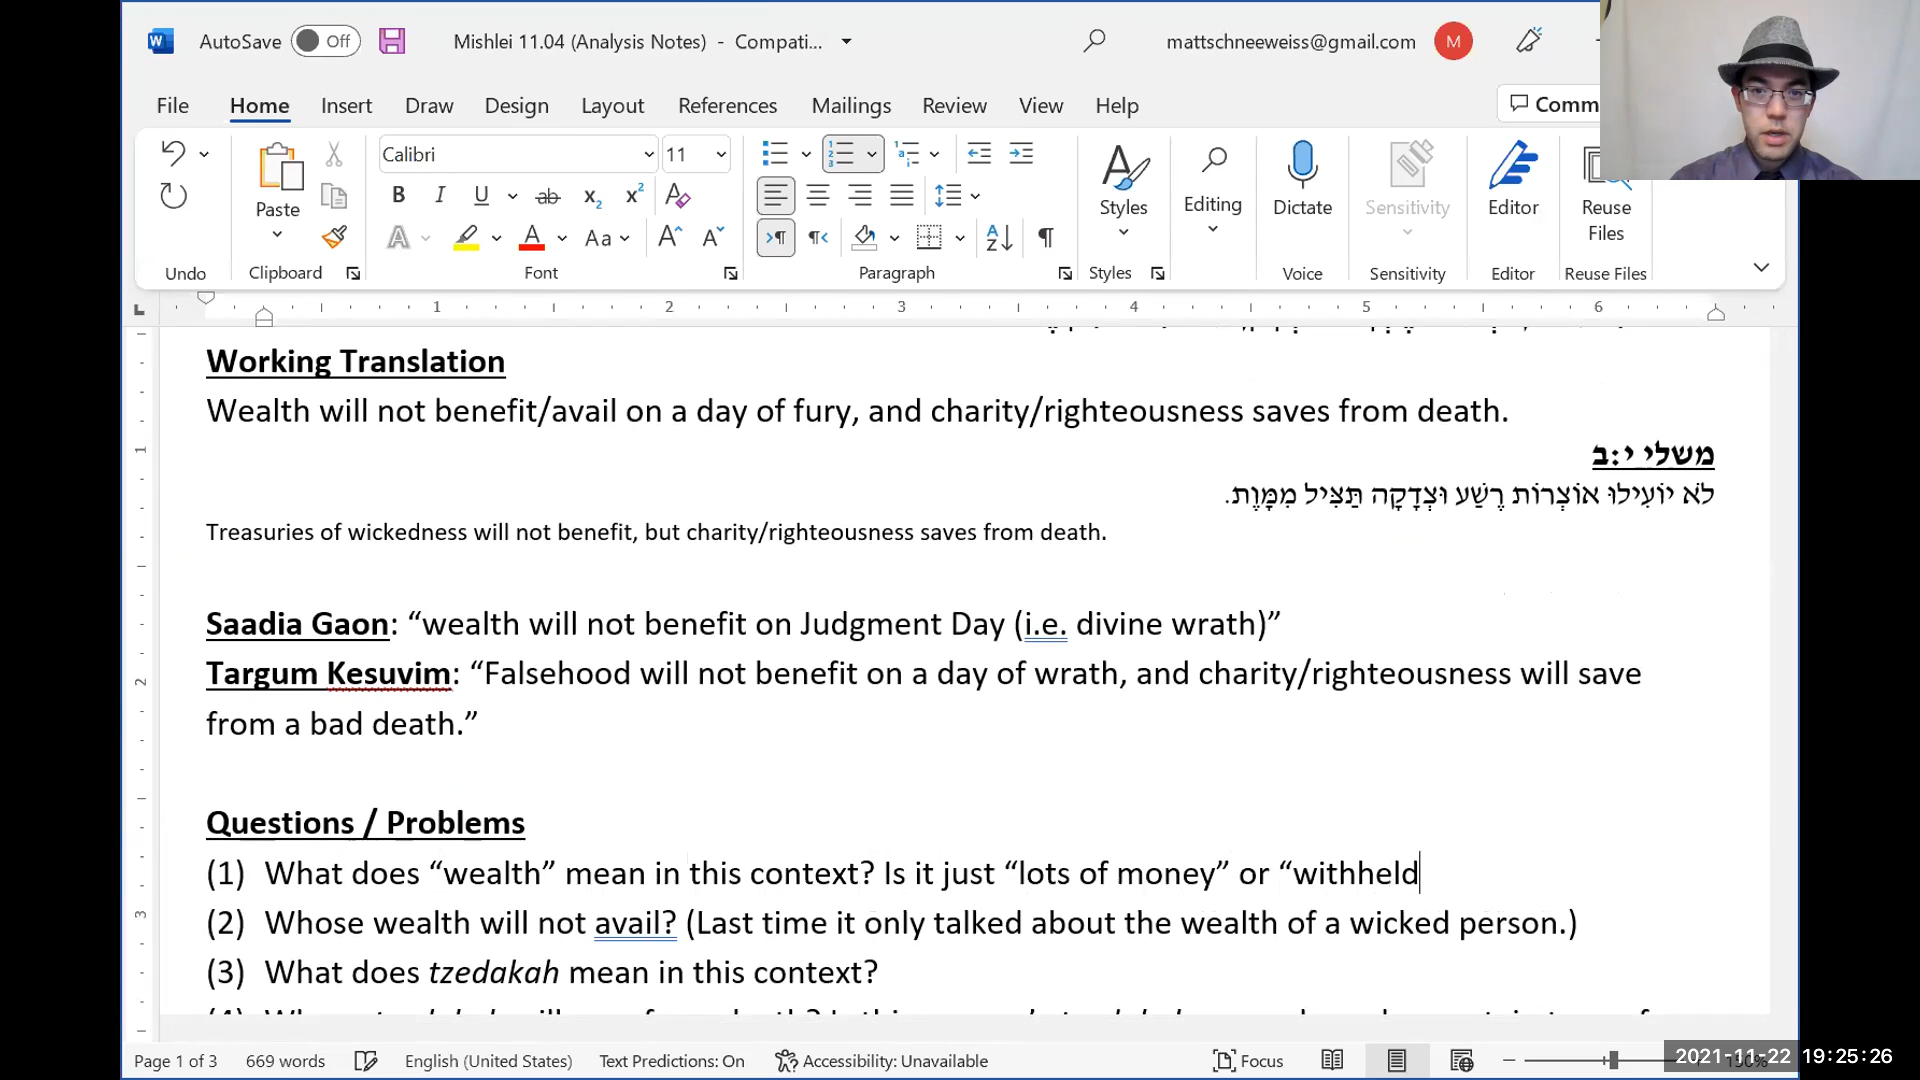 AutoSave Off Mishlei 11.04 (Analysis Notes) - Compati... mattschneeweiss@gmail.com M
File Home Insert Draw Design Layout References Mailings Review View Help Comm
Calibri 11
Paste Styles Editing Dictate Sensitivity Editor Reuse Files
Undo Clipboard Font Paragraph Styles Voice Sensitivity Editor Reuse Files
1 2 3 4 5 6
Working Translation
Wealth will not benefit/avail on a day of fury, and charity/righteousness saves from death.
משלי י:ב
לֹא יוֹעִילוּ אוֹצְרוֹת רֶשַׁע וּצְדָקָה תַּצִּיל מִמָּוֶת.
Treasuries of wickedness will not benefit, but charity/righteousness saves from death.
Saadia Gaon: “wealth will not benefit on Judgment Day (i.e. divine wrath)”
Targum Kesuvim: “Falsehood will not benefit on a day of wrath, and charity/righteousness will save
from a bad death.”
Questions / Problems
(1) What does “wealth” mean in this context? Is it just “lots of money” or “withheld
(2) Whose wealth will not avail? (Last time it only talked about the wealth of a wicked person.)
(3) What does tzedakah mean in this context?
Page 1 of 3 669 words English (United States) Text Predictions: On Accessibility: Unavailable Focus
2021-11-22 19:25:26